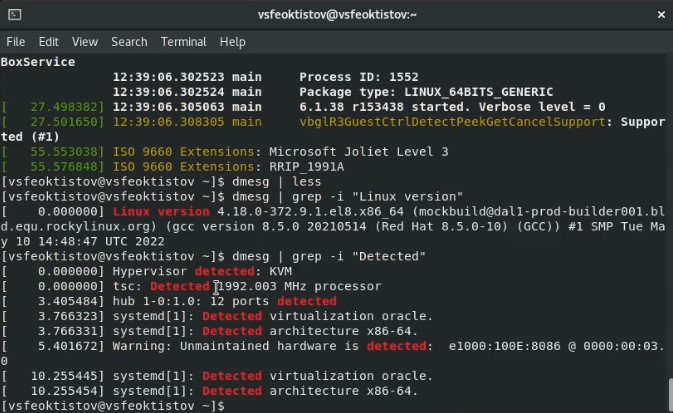 vsfeoktistov@vsfeoktistov:~
File Edit View Search Terminal Help
BoxService
12:39:06.302523 main Process ID: 1552
12:39:06.302524 main Package type: LINUX_64BITS_GENERIC
[ 27.498382] 12:39:06.305063 main 6.1.38 r153438 started. Verbose level = 0
[ 27.501650] 12:39:06.308305 main vbglR3GuestCtrlDetectPeekGetCancelSupport: Suppor
ted (#1)
[ 55.553038] ISO 9660 Extensions: Microsoft Joliet Level 3
[ 55.576848] ISO 9660 Extensions: RRIP_1991A
[vsfeoktistov@vsfeoktistov ~]$ dmesg | less
[vsfeoktistov@vsfeoktistov ~]$ dmesg | grep -i "Linux version"
[ 0.000000] Linux version 4.18.0-372.9.1.el8.x86_64 (mockbuild@dal1-prod-builder001.bl
d.equ.rockylinux.org) (gcc version 8.5.0 20210514 (Red Hat 8.5.0-10) (GCC)) #1 SMP Tue Ma
y 10 14:48:47 UTC 2022
[vsfeoktistov@vsfeoktistov ~]$ dmesg | grep -i "Detected"
[ 0.000000] Hypervisor detected: KVM
[ 0.000000] tsc: Detected 1992.003 MHz processor
[ 3.405484] hub 1-0:1.0: 12 ports detected
[ 3.766323] systemd[1]: Detected virtualization oracle.
[ 3.766331] systemd[1]: Detected architecture x86-64.
[ 5.401672] Warning: Unmaintained hardware is detected: e1000:100E:8086 @ 0000:00:03.
0
[ 10.255445] systemd[1]: Detected virtualization oracle.
[ 10.255454] systemd[1]: Detected architecture x86-64.
[vsfeoktistov@vsfeoktistov ~]$